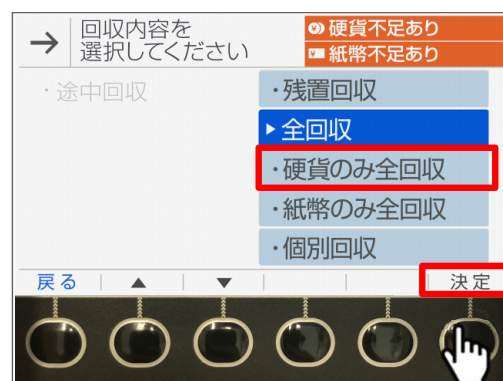 → 回収内容を
選択してください
硬貨不足あり
紙幣不足あり
・途中回収
・残置回収
▶全回収
・硬貨のみ全回収
・紙幣のみ全回収
・個別回収
戻る | ▲ | ▼ | | | 決定